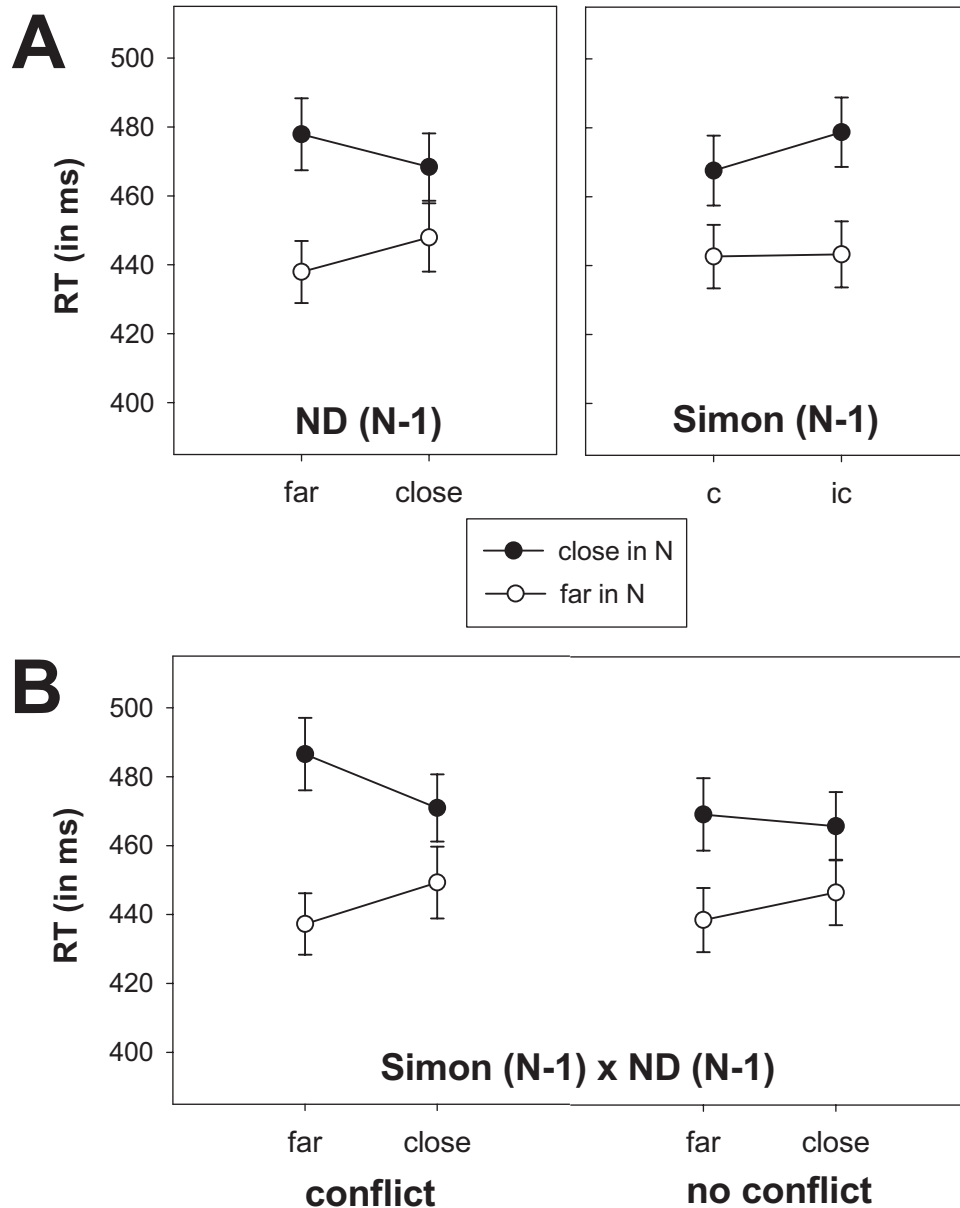 A
500
480
460
440
420
400
RT (in ms)
ND (N-1)
Simon (N-1)
far close
c ic
close in N
far in N
B
500
480
460
440
420
400
RT (in ms)
Simon (N-1) x ND (N-1)
far close far close
conflict no conflict